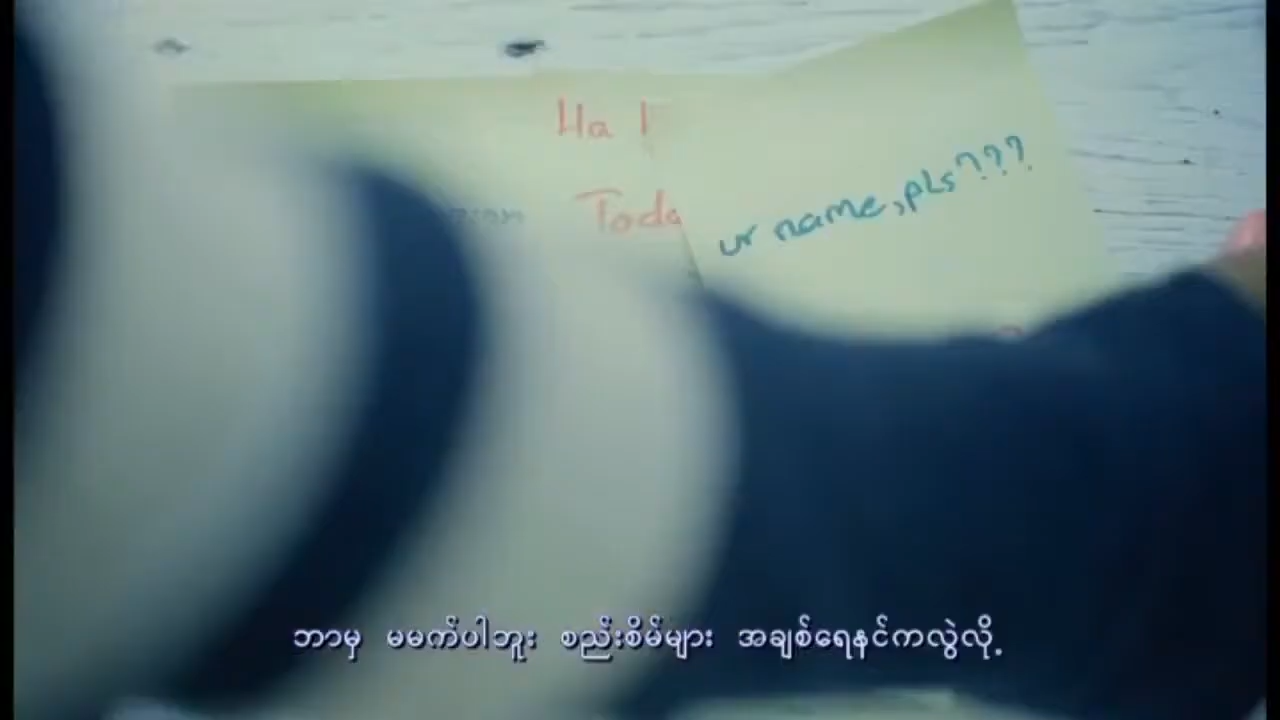 Ha
ur name, pls???
ဘာမှ မမက်ပါဘူး စည်းစိမ်များ အချစ်ရေနင်ကလွဲလို့